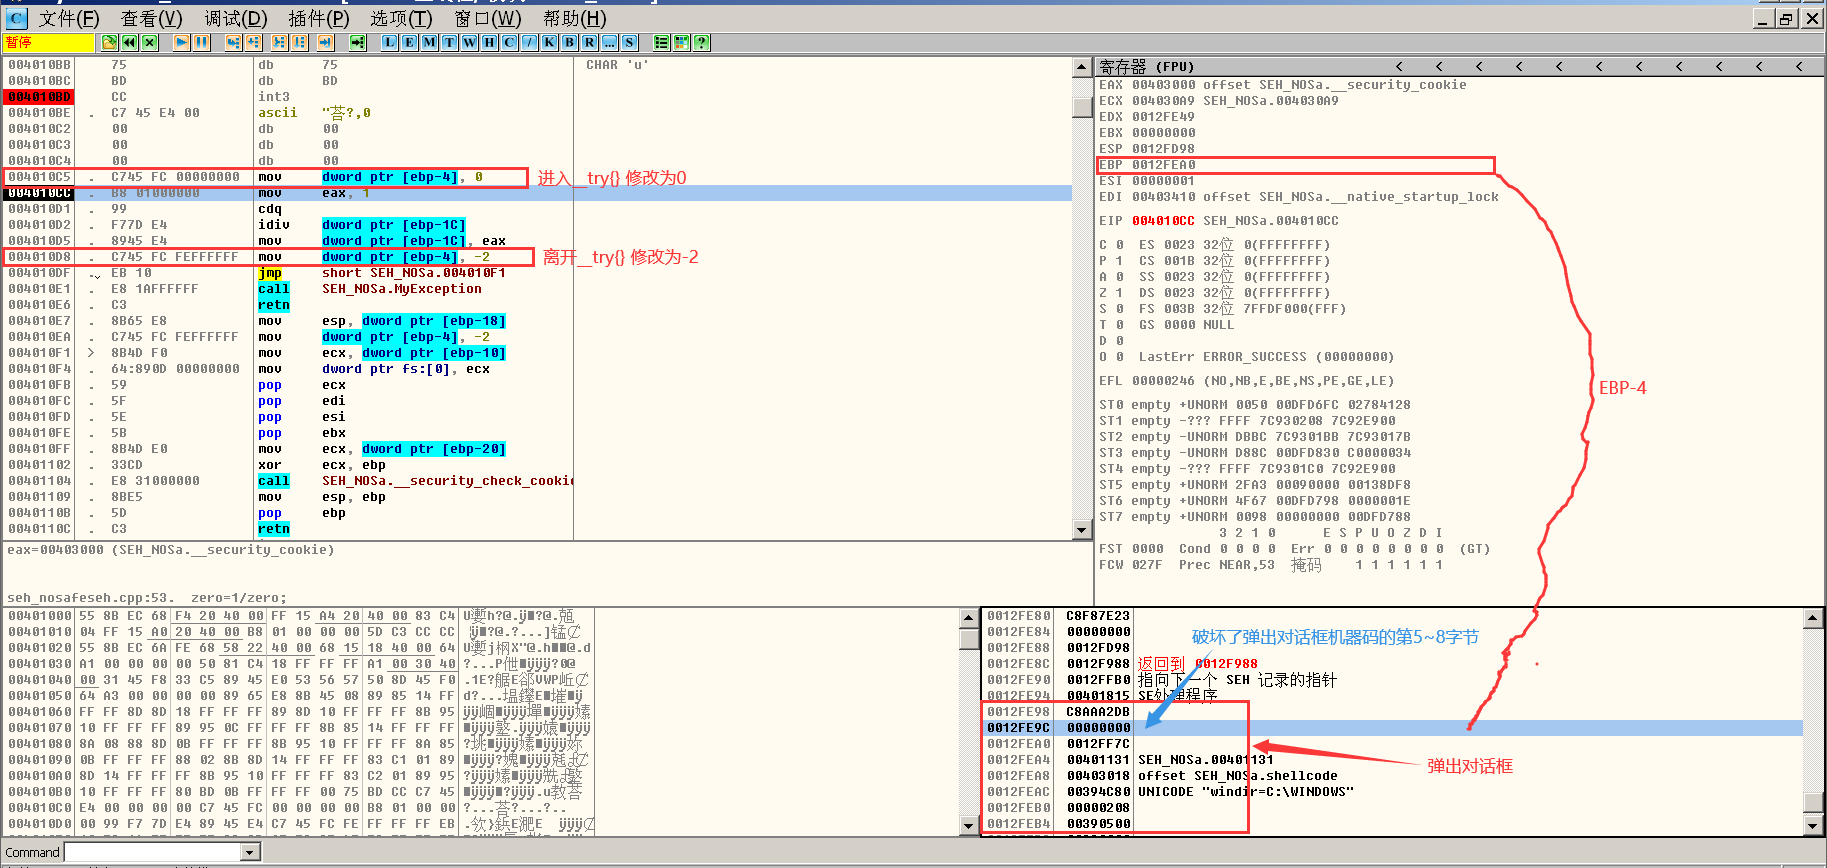 文件(F) 查看(V) 调试(D) 插件(P) 选项(T) 窗口(W) 帮助(H)
暂停
L E M T W H C / K B R ... S
004010BB 75 db 75 CHAR 'u'
004010BC BD db BD
004010BD CC int3
004010BE . C7 45 E4 00 ascii "荅?,0
004010C2 00 db 00
004010C3 00 db 00
004010C4 00 db 00
004010C5 . C745 FC 00000000 mov dword ptr [ebp-4], 0 进入__try{} 修改为0
004010CC . B8 01000000 mov eax, 1
004010D1 . 99 cdq
004010D2 . F77D E4 idiv dword ptr [ebp-1C]
004010D5 . 8945 E4 mov dword ptr [ebp-1C], eax
004010D8 . C745 FC FEFFFFFF mov dword ptr [ebp-4], -2 离开__try{} 修改为-2
004010DF . EB 10 jmp short SEH_NOSa.004010F1
004010E1 . E8 1AFFFFFF call SEH_NOSa.MyException
004010E6 . C3 retn
004010E7 . 8B65 E8 mov esp, dword ptr [ebp-18]
004010EA . C745 FC FEFFFFFF mov dword ptr [ebp-4], -2
004010F1 > 8B4D F0 mov ecx, dword ptr [ebp-10]
004010F4 . 64:890D 00000000 mov dword ptr fs:[0], ecx
004010FB . 59 pop ecx
004010FC . 5F pop edi
004010FD . 5E pop esi
004010FE . 5B pop ebx
004010FF . 8B4D E0 mov ecx, dword ptr [ebp-20]
00401102 . 33CD xor ecx, ebp
00401104 . E8 31000000 call SEH_NOSa.__security_check_cooki
00401109 . 8BE5 mov esp, ebp
0040110B . 5D pop ebp
0040110C . C3 retn
eax=00403000 (SEH_NOSa.__security_cookie)
seh_nosafeseh.cpp:53. zero=1/zero;
寄存器 (FPU) < < < < < < < < < < <
EAX 00403000 offset SEH_NOSa.__security_cookie
ECX 004030A9 SEH_NOSa.004030A9
EDX 0012FE49
EBX 00000000
ESP 0012FD98
EBP 0012FEA0
ESI 00000001
EDI 00403410 offset SEH_NOSa.__native_startup_lock
EIP 004010CC SEH_NOSa.004010CC
C 0 ES 0023 32位 0(FFFFFFFF)
P 1 CS 001B 32位 0(FFFFFFFF)
A 0 SS 0023 32位 0(FFFFFFFF)
Z 1 DS 0023 32位 0(FFFFFFFF)
S 0 FS 003B 32位 7FFDF000(FFF)
T 0 GS 0000 NULL
D 0
O 0 LastErr ERROR_SUCCESS (00000000)
EFL 00000246 (NO,NB,E,BE,NS,PE,GE,LE)
EBP-4
ST0 empty +UNORM 0050 00DFD6FC 02784128
ST1 empty -??? FFFF 7C930208 7C92E900
ST2 empty -UNORM DBBC 7C9301BB 7C93017B
ST3 empty -UNORM D88C 00DFD830 C0000034
ST4 empty -??? FFFF 7C9301C0 7C92E900
ST5 empty +UNORM 2FA3 00090000 00138DF8
ST6 empty +UNORM 4F67 00DFD798 0000001E
ST7 empty +UNORM 0098 00000000 00DFD788
3 2 1 0 E S P U O Z D I
FST 0000 Cond 0 0 0 0 Err 0 0 0 0 0 0 0 0 (GT)
FCW 027F Prec NEAR,53 掩码 1 1 1 1 1 1
00401000 55 8B EC 68 F4 20 40 00 FF 15 A4 20 40 00 83 C4
00401010 04 FF 15 A0 20 40 00 B8 01 00 00 00 5D C3 CC CC
00401020 55 8B EC 6A FE 68 58 22 40 00 68 15 18 40 00 64
00401030 A1 00 00 00 00 50 81 C4 18 FF FF FF A1 00 30 40
00401040 00 31 45 F8 33 C5 89 45 E0 53 56 57 50 8D 45 F0
00401050 64 A3 00 00 00 00 89 65 E8 8B 45 08 89 85 14 FF
00401060 FF FF 8D 8D 18 FF FF FF 89 8D 10 FF FF FF 8B 95
00401070 10 FF FF FF 89 95 0C FF FF FF 8B 85 14 FF FF FF
00401080 8A 08 88 8D 0B FF FF FF 8B 95 10 FF FF FF 8A 85
00401090 0B FF FF FF 88 02 8B 8D 14 FF FF FF 83 C1 01 89
004010A0 8D 14 FF FF FF 8B 95 10 FF FF FF 83 C2 01 89 95
004010B0 10 FF FF FF 80 BD 0B FF FF FF 00 75 BD CC C7 45
004010C0 E4 00 00 00 00 C7 45 FC 00 00 00 00 B8 01 00 00
004010D0 00 99 F7 7D E4 89 45 E4 C7 45 FC FE FF FF FF EB
0012FE80 C8F87E23
0012FE84 00000000
0012FE88 0012FD98
0012FE8C 0012F988 返回到 0012F988
0012FE90 0012FFB0 指向下一个 SEH 记录的指针
0012FE94 00401815 SE处理程序
0012FE98 C8AAA2DB
0012FE9C 00000000
0012FEA0 0012FF7C
0012FEA4 00401131 SEH_NOSa.00401131
0012FEA8 00403018 offset SEH_NOSa.shellcode
0012FEAC 00394C80 UNICODE "windir=C:\WINDOWS"
0012FEB0 00000208
0012FEB4 00390500
破坏了弹出对话框机器码的第5~8字节
弹出对话框
Command